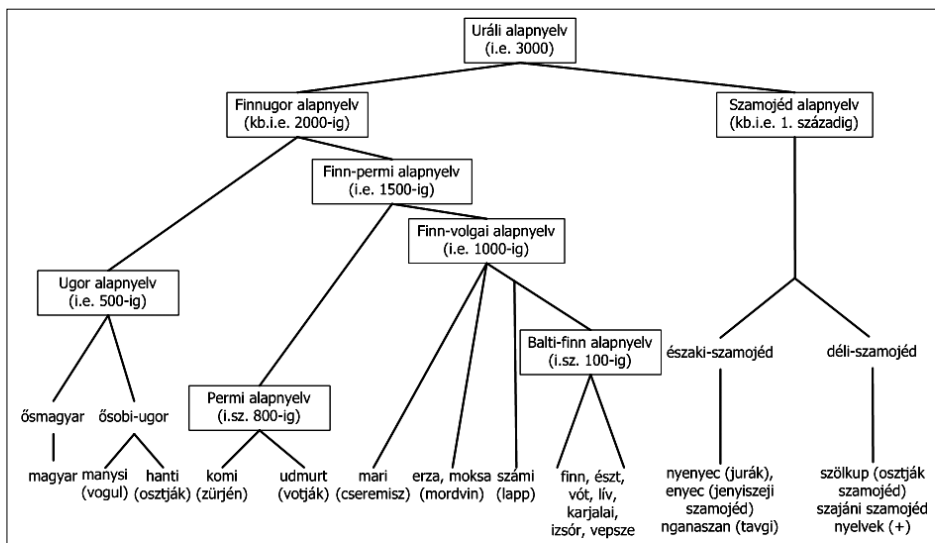 Uráli alapnyelv
(i.e. 3000)
Finnugor alapnyelv
(kb.i.e. 2000-ig)
Szamojéd alapnyelv
(kb.i.e. 1. századig)
Finn-permi alapnyelv
(i.e. 1500-ig)
Finn-volgai alapnyelv
(i.e. 1000-ig)
Ugor alapnyelv
(i.e. 500-ig)
Balti-finn alapnyelv
(i.sz. 100-ig)
északi-szamojéd
déli-szamojéd
Permi alapnyelv
(i.sz. 800-ig)
ősmagyar
ősobi-ugor
magyar
manysi
(vogul)
hanti
(osztják)
komi
(zürjén)
udmurt
(votják)
mari
(cseremisz)
erza, moksa
(mordvin)
számi
(lapp)
finn, észt,
vót, lív,
karjalai,
izsór, vepsze
nyenyec (jurák),
enyec (jenyiszeji
szamojéd)
nganaszan (tavgi)
szölkup (osztják
szamojéd)
szajáni szamojéd
nyelvek (+)